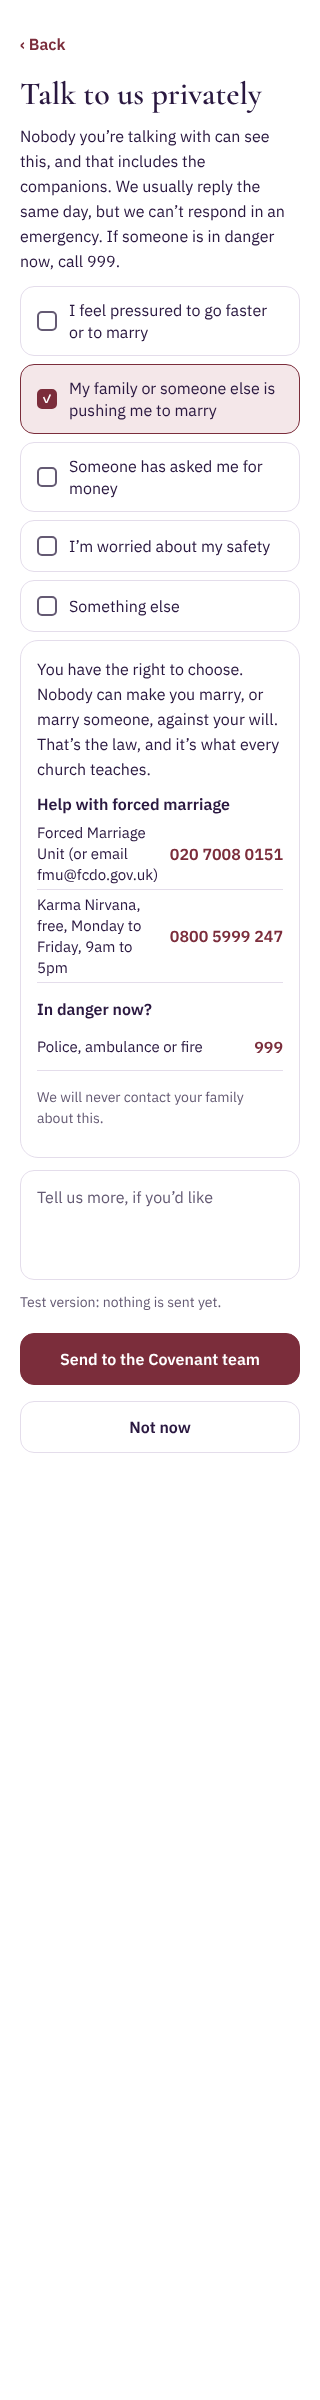 ‹ Back
Talk to us privately
Nobody you’re talking with can see
this, and that includes the
companions. We usually reply the
same day, but we can’t respond in an
emergency. If someone is in danger
now, call 999.
I feel pressured to go faster
or to marry
My family or someone else is
pushing me to marry
Someone has asked me for
money
I’m worried about my safety
Something else
You have the right to choose.
Nobody can make you marry, or
marry someone, against your will.
That’s the law, and it’s what every
church teaches.
Help with forced marriage
Forced Marriage
Unit (or email
fmu@fcdo.gov.uk)
020 7008 0151
Karma Nirvana,
free, Monday to
Friday, 9am to
5pm
0800 5999 247
In danger now?
Police, ambulance or fire 999
We will never contact your family
about this.
Tell us more, if you’d like
Test version: nothing is sent yet.
Send to the Covenant team
Not now